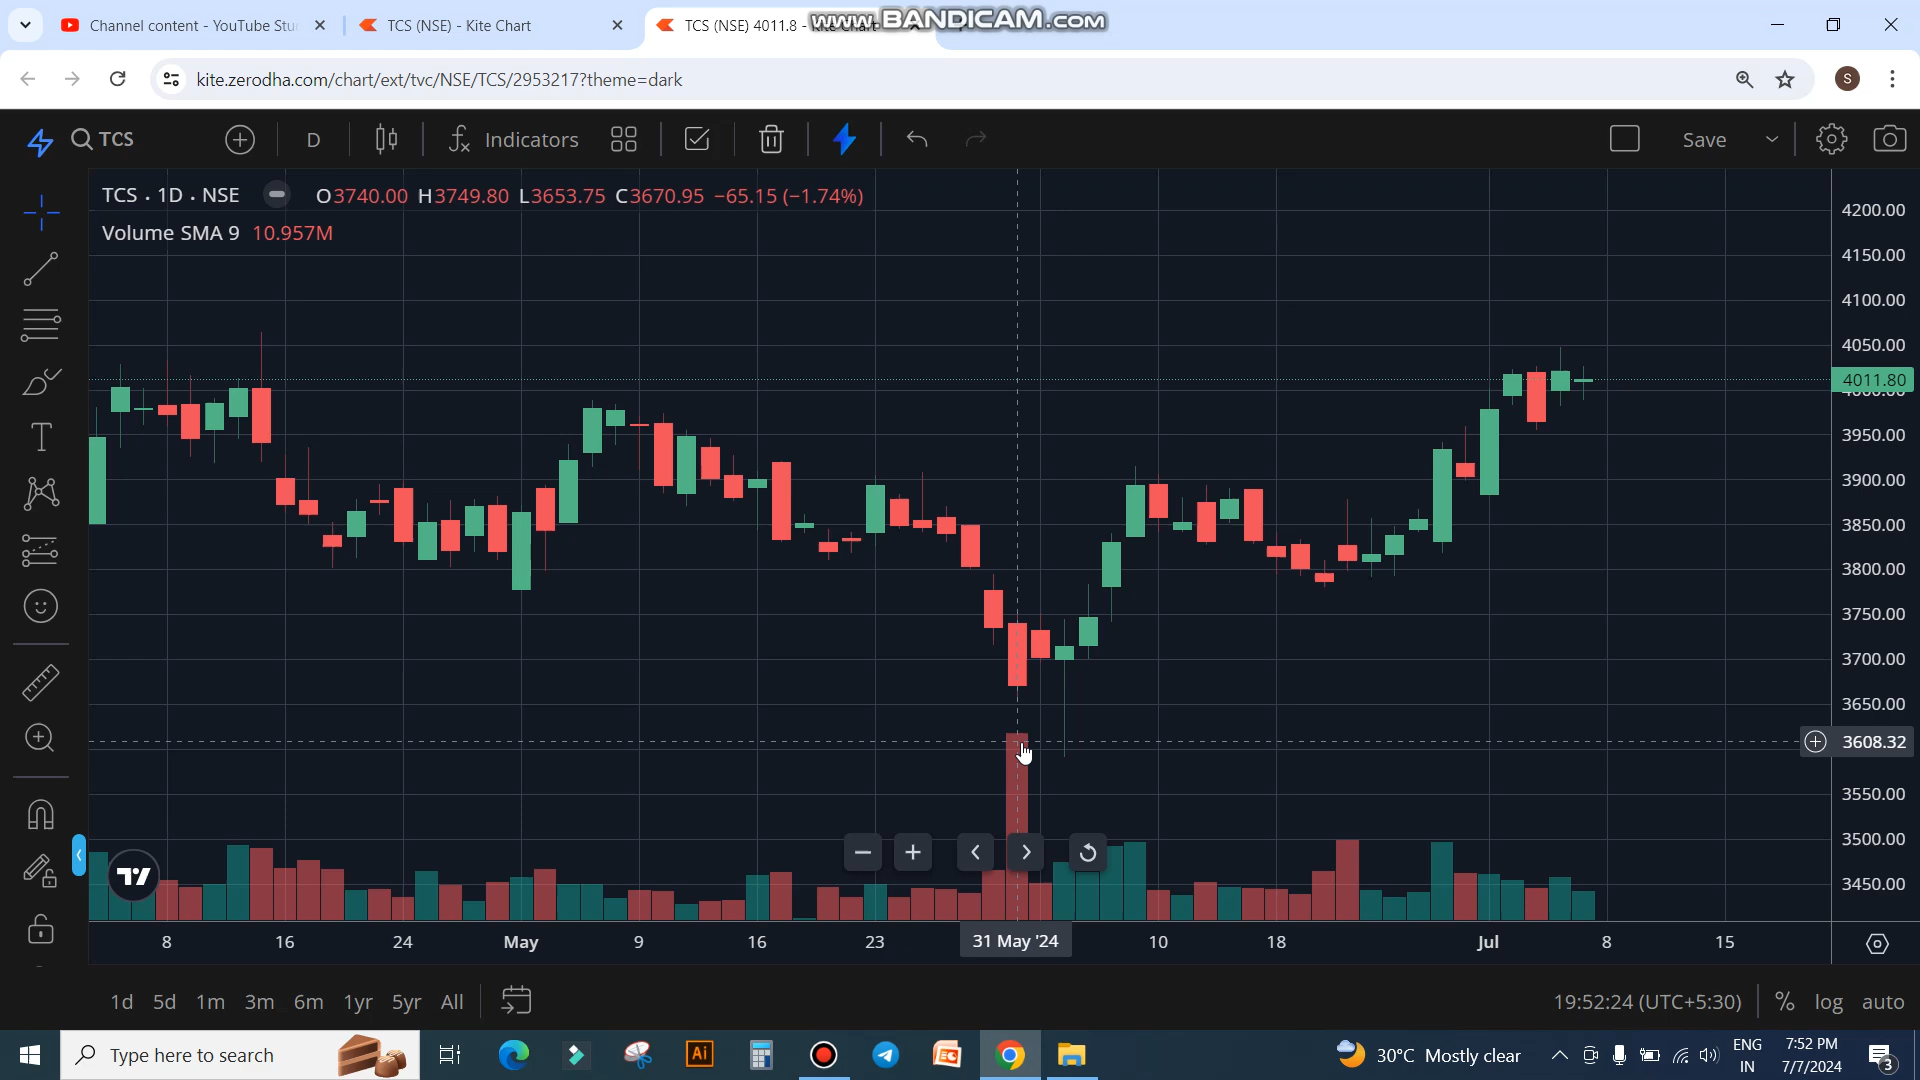 Channel content - YouTube Stu
TCS (NSE) - Kite Chart
TCS (NSE) 4011.8 - Kite Chart
www.BANDICAM.com
kite.zerodha.com/chart/ext/tvc/NSE/TCS/2953217?theme=dark
S
TCS
D
Indicators
Save
TCS · 1D · NSE
O3740.00 H3749.80 L3653.75 C3670.95 −65.15 (−1.74%)
Volume SMA 9 10.957M
4200.00
4150.00
4100.00
4050.00
4011.80
4000.00
3950.00
3900.00
3850.00
3800.00
3750.00
3700.00
3650.00
3608.32
3550.00
3500.00
3450.00
8
16
24
May
9
16
23
31 May '24
10
18
Jul
8
15
1d 5d 1m 3m 6m 1yr 5yr All
19:52:24 (UTC+5:30)
% log auto
Type here to search
Ai
30°C Mostly clear
ENG
IN
7:52 PM
7/7/2024
3